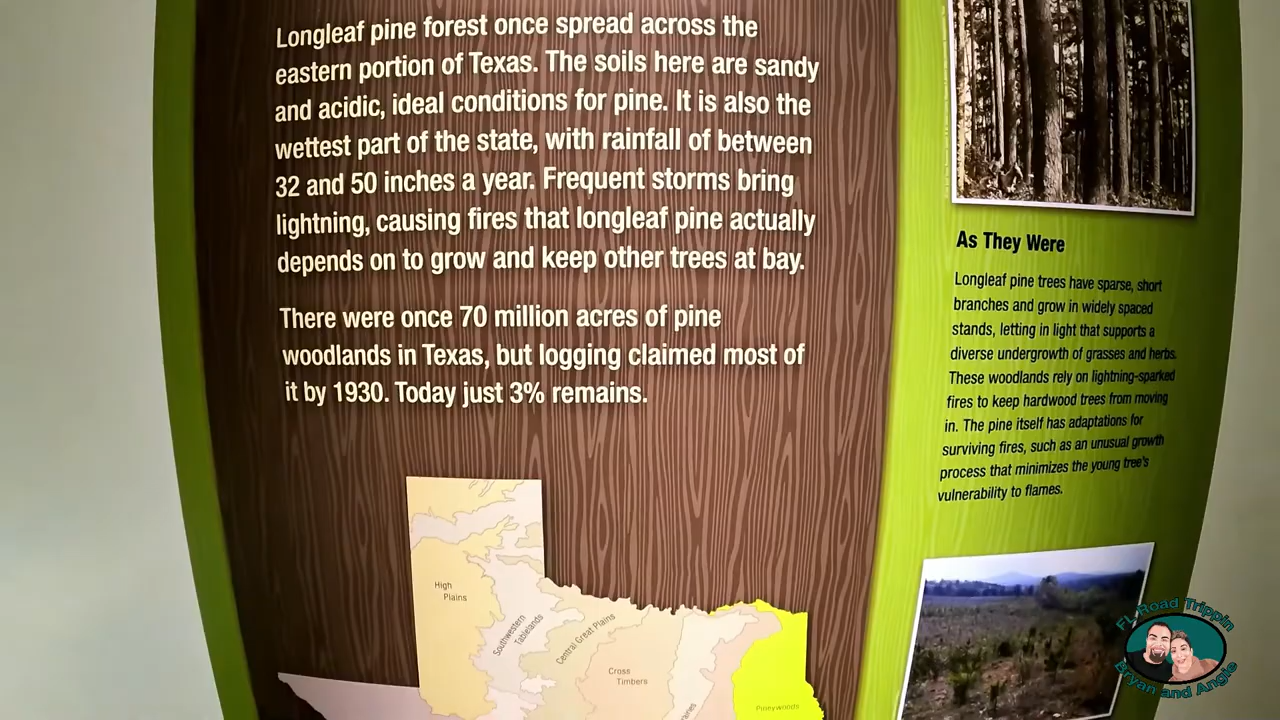 Longleaf pine forest once spread across the
eastern portion of Texas. The soils here are sandy
and acidic, ideal conditions for pine. It is also the
wettest part of the state, with rainfall of between
32 and 50 inches a year. Frequent storms bring
lightning, causing fires that longleaf pine actually
depends on to grow and keep other trees at bay.
There were once 70 million acres of pine
woodlands in Texas, but logging claimed most of
it by 1930. Today just 3% remains.
High
Plains
Southwestern
Tablelands
Central Great Plains
Cross
Timbers
Pineywoods
As They Were
Longleaf pine trees have sparse, short
branches and grow in widely spaced
stands, letting in light that supports a
diverse undergrowth of grasses and herbs.
These woodlands rely on lightning-sparked
fires to keep hardwood trees from moving
in. The pine itself has adaptations for
surviving fires, such as an unusual growth
process that minimizes the young tree's
vulnerability to flames.
FL Road Trippin
Bryan and Angie